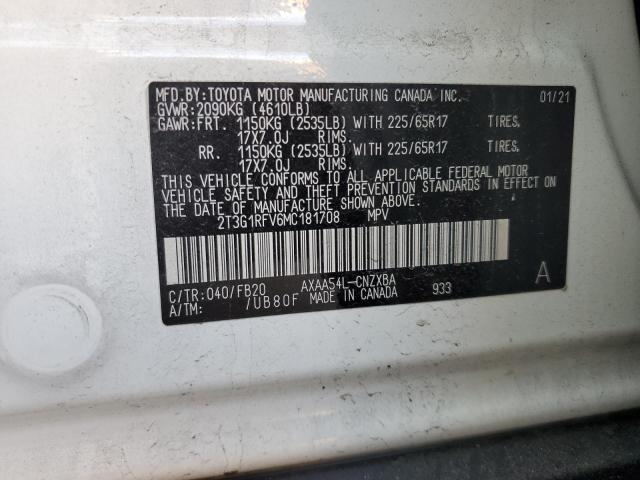 MFD.BY:TOYOTA MOTOR MANUFACTURING CANADA INC. 01/21
GVWR:2090KG (4610LB)
GAWR:FRT. 1150KG (2535LB) WITH 225/65R17 TIRES.
17X7.0J RIMS.
RR. 1150KG (2535LB) WITH 225/65R17 TIRES.
17X7.0J RIMS.
THIS VEHICLE CONFORMS TO ALL APPLICABLE FEDERAL MOTOR
VEHICLE SAFETY AND THEFT PREVENTION STANDARDS IN EFFECT ON
THE DATE OF MANUFACTURE SHOWN ABOVE.
2T3G1RFV6MC181708 MPV
C/TR:040/FB20 AXAA54L-CNZXBA A
A/TM: /UB80F MADE IN CANADA 933